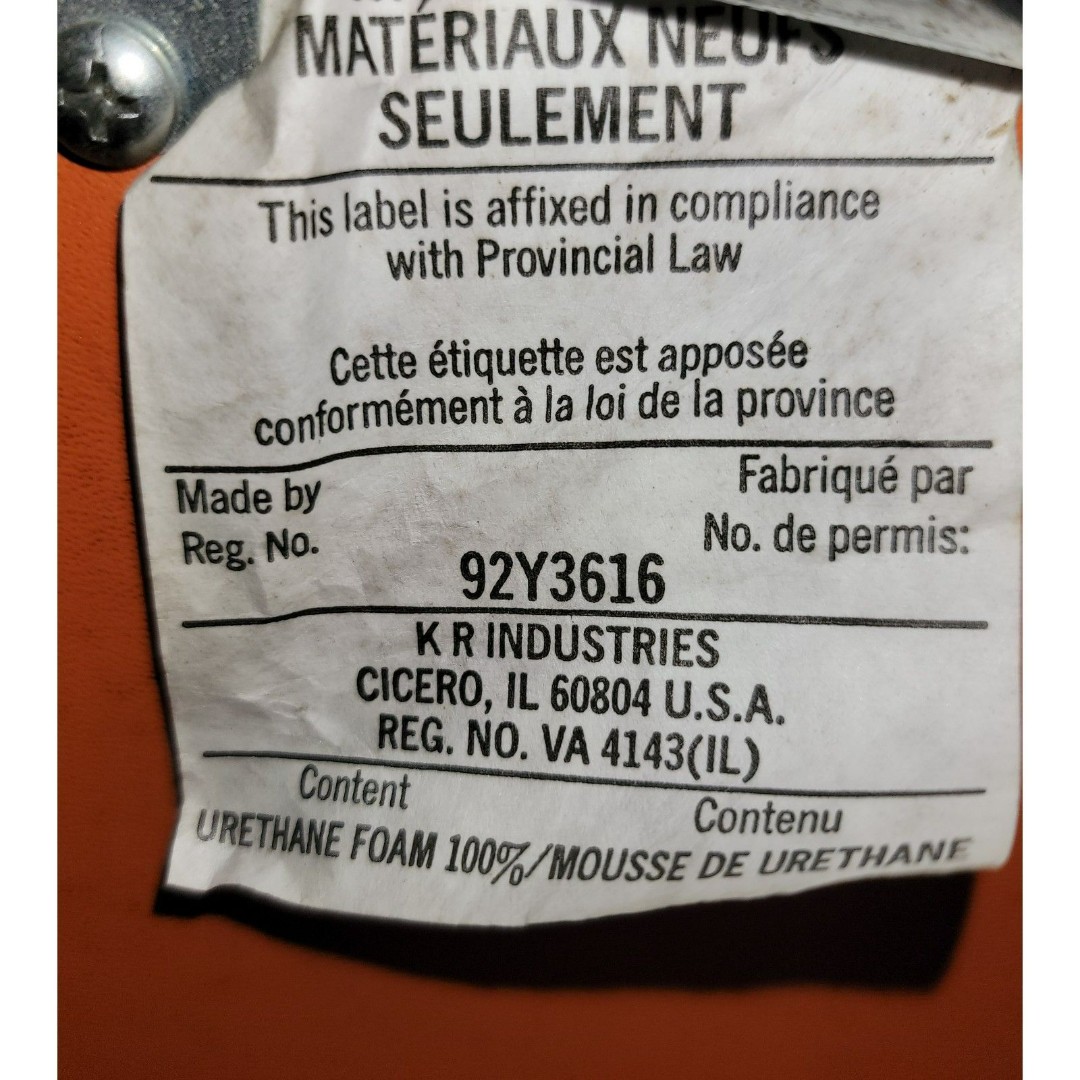 MATÉRIAUX NEUFS
SEULEMENT
This label is affixed in compliance
with Provincial Law
Cette étiquette est apposée
conformément à la loi de la province
Made by
Fabriqué par
Reg. No.
No. de permis:
92Y3616
K R INDUSTRIES
CICERO, IL 60804 U.S.A.
REG. NO. VA 4143(IL)
Content
Contenu
URETHANE FOAM 100%/MOUSSE DE URETHANE